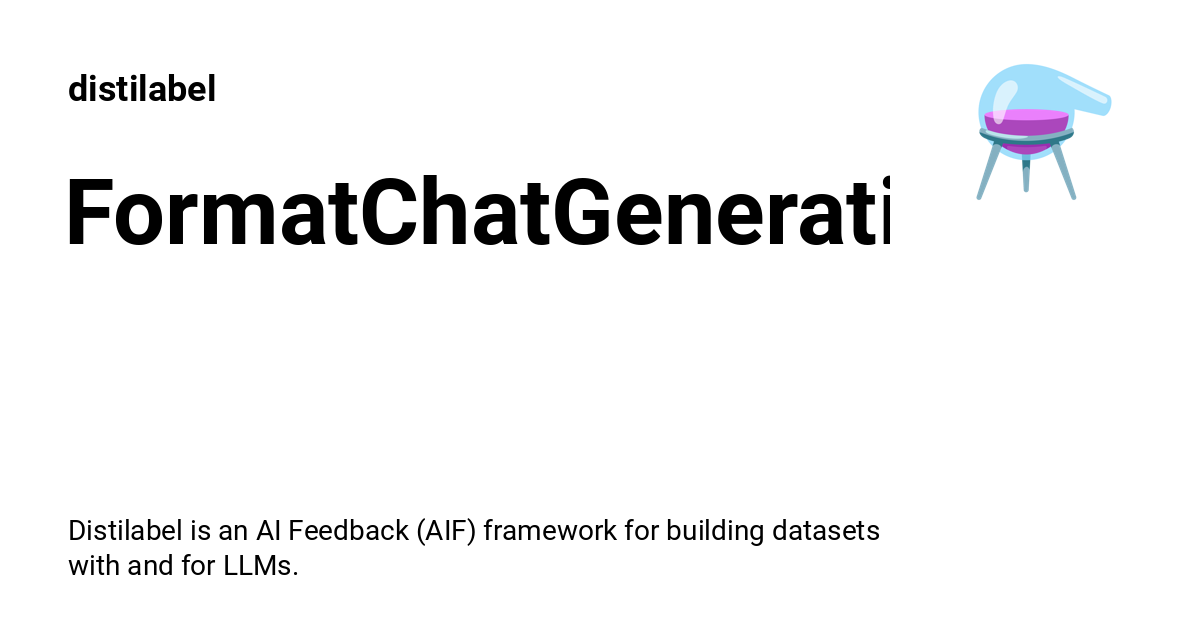 distilabel
FormatChatGenerati
Distilabel is an AI Feedback (AIF) framework for building datasets
with and for LLMs.